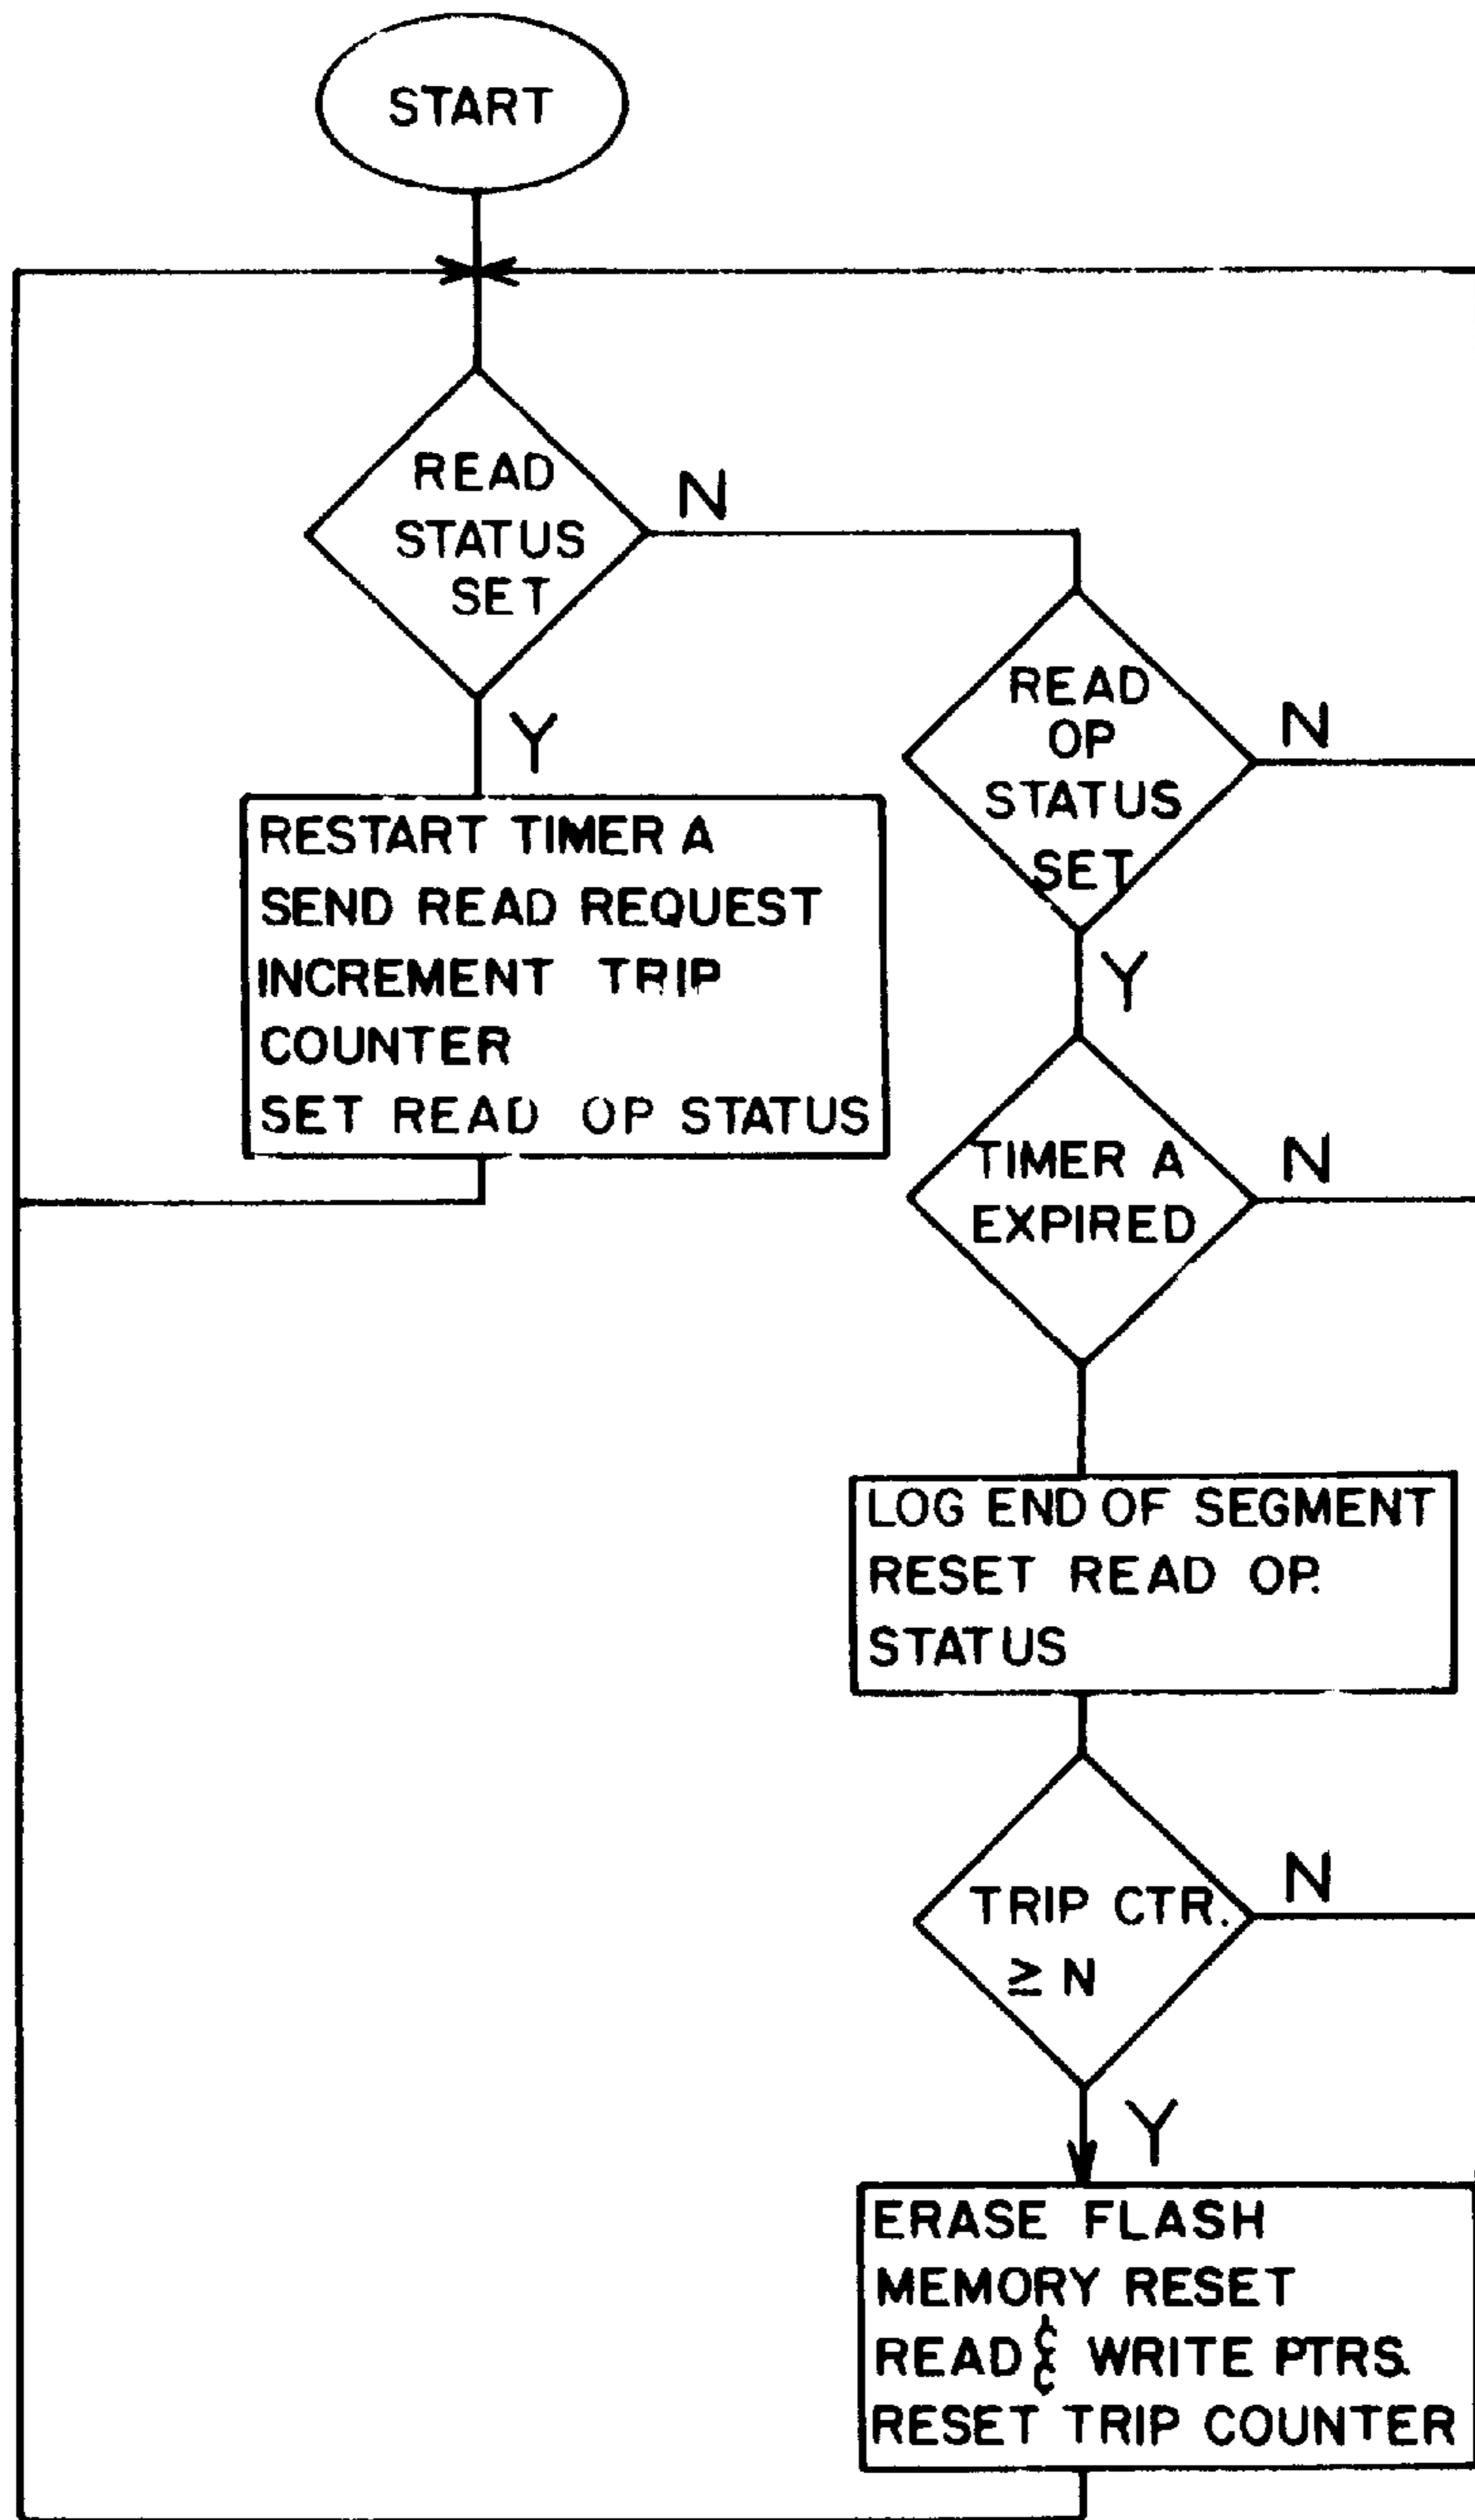 START
READ
STATUS
SET
N
Y
RESTART TIMER A
SEND READ REQUEST
INCREMENT TRIP
COUNTER
SET READ OP STATUS
READ
OP
STATUS
SET
N
Y
TIMER A
EXPIRED
N
LOG END OF SEGMENT
RESET READ OP.
STATUS
TRIP CTR.
≥ N
N
Y
ERASE FLASH
MEMORY RESET
READ & WRITE PTRS.
RESET TRIP COUNTER